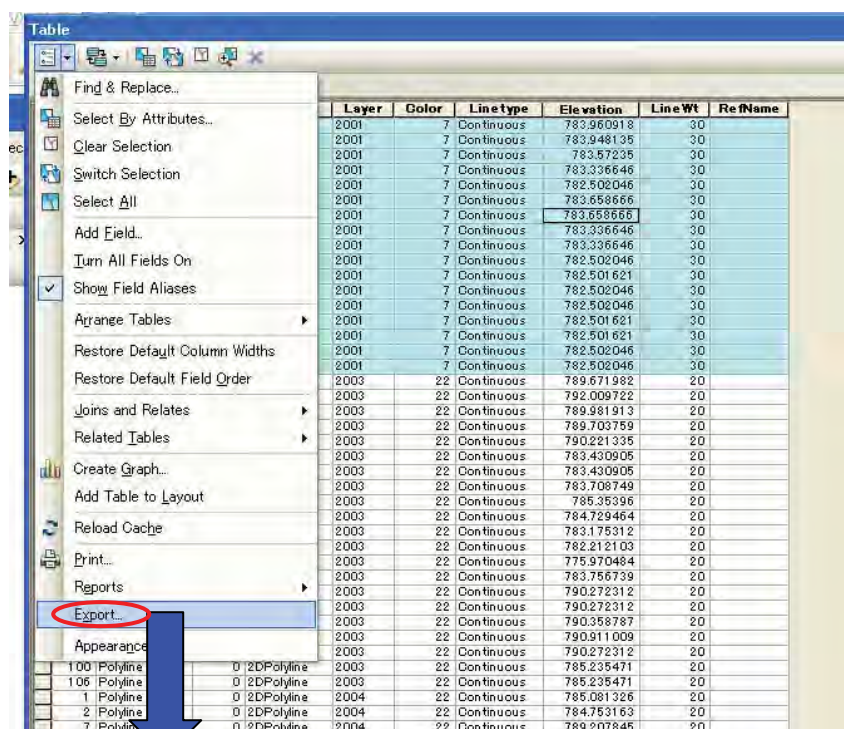 Table
Find & Replace...
Select By Attributes...
Clear Selection
Switch Selection
Select All
Add Field...
Turn All Fields On
Show Field Aliases
Arrange Tables
Restore Default Column Widths
Restore Default Field Order
Joins and Relates
Related Tables
Create Graph...
Add Table to Layout
Reload Cache
Print...
Reports
Export...
Appearance
Layer Color Linetype Elevation LineWt RefName
2001 7 Continuous 783.960918 30
2001 7 Continuous 783.948135 30
2001 7 Continuous 783.57235 30
2001 7 Continuous 783.336646 30
2001 7 Continuous 782.502046 30
2001 7 Continuous 783.658666 30
2001 7 Continuous 783.658666 30
2001 7 Continuous 783.336646 30
2001 7 Continuous 783.336646 30
2001 7 Continuous 782.502046 30
2001 7 Continuous 782.501621 30
2001 7 Continuous 782.502046 30
2001 7 Continuous 782.502046 30
2001 7 Continuous 782.501621 30
2001 7 Continuous 782.501621 30
2001 7 Continuous 782.502046 30
2001 7 Continuous 782.502046 30
2003 22 Continuous 789.671982 20
2003 22 Continuous 792.009722 20
2003 22 Continuous 789.981913 20
2003 22 Continuous 789.703759 20
2003 22 Continuous 790.221335 20
2003 22 Continuous 783.430905 20
2003 22 Continuous 783.430905 20
2003 22 Continuous 783.708749 20
2003 22 Continuous 785.35396 20
2003 22 Continuous 784.729464 20
2003 22 Continuous 783.175312 20
2003 22 Continuous 782.212103 20
2003 22 Continuous 775.970484 20
2003 22 Continuous 783.756739 20
2003 22 Continuous 790.272312 20
2003 22 Continuous 790.272312 20
2003 22 Continuous 790.358787 20
2003 22 Continuous 790.911009 20
2003 22 Continuous 790.272312 20
100 Polyline 0 2DPolyline 2003 22 Continuous 785.235471 20
106 Polyline 0 2DPolyline 2003 22 Continuous 785.235471 20
1 Polyline 0 2DPolyline 2004 22 Continuous 785.081326 20
2 Polyline 0 2DPolyline 2004 22 Continuous 784.753163 20
7 Polylin 0 2DPolyline 2004 22 Continuous 789.207845 20